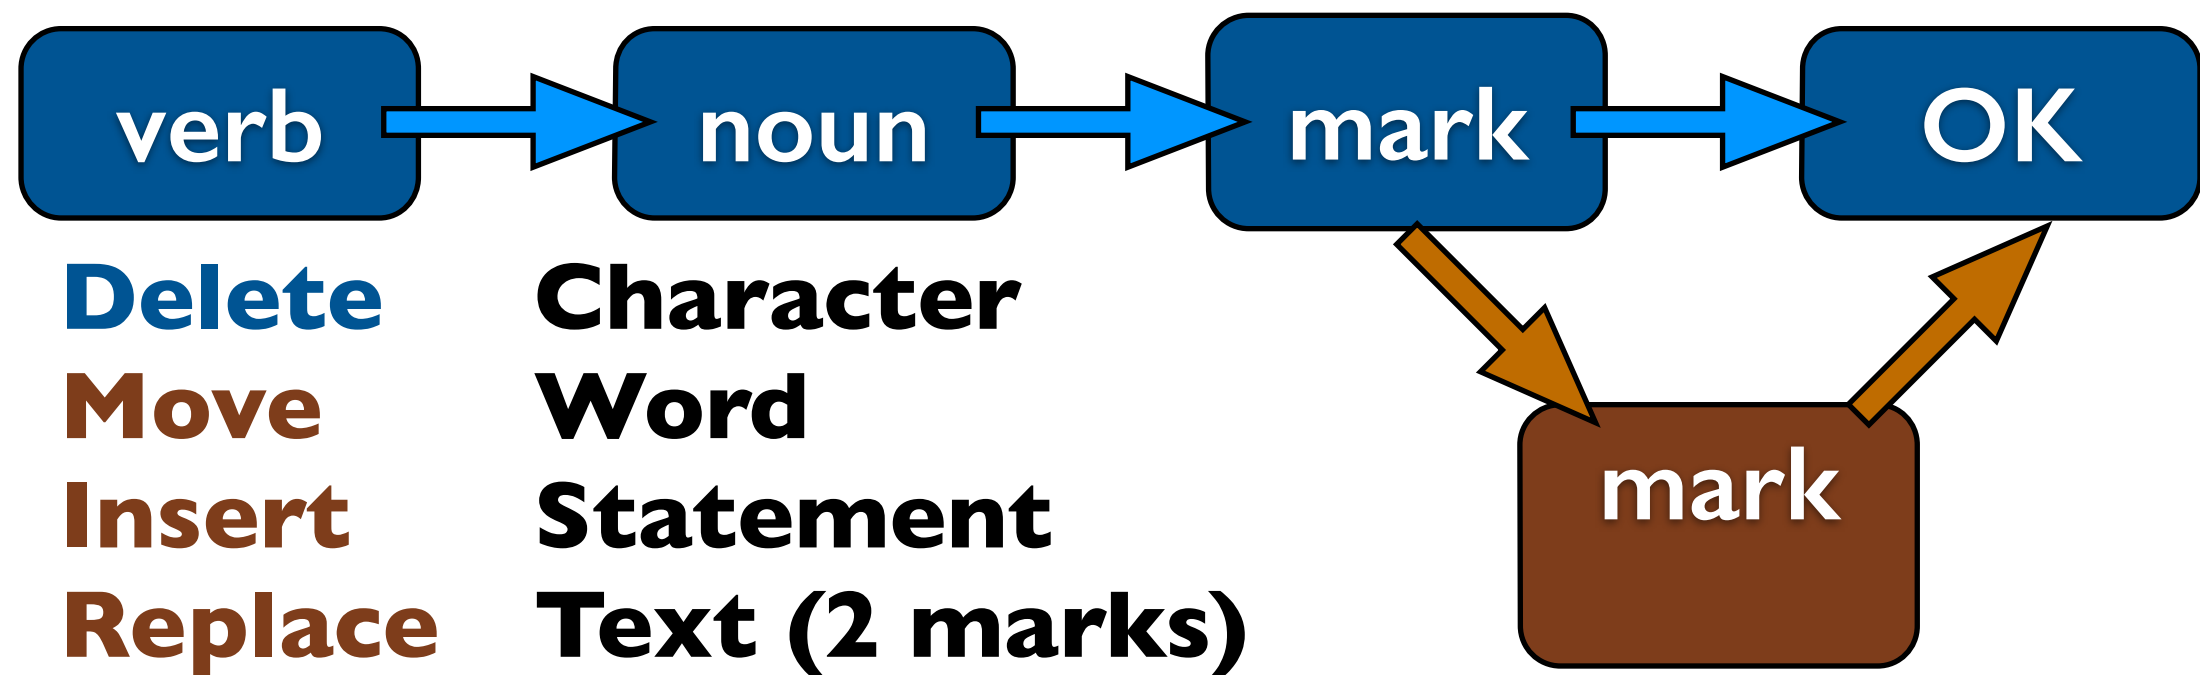 verb noun mark OK
Delete Character
Move Word
mark
Insert Statement
Replace Text (2 marks)